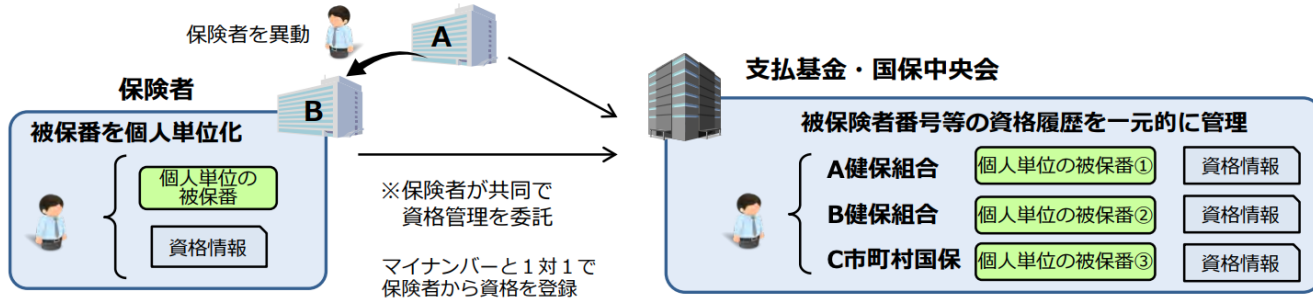 保険者を異動
A
B
保険者
被保番を個人単位化
個人単位の
被保番
資格情報
※保険者が共同で
資格管理を委託
マイナンバーと１対１で
保険者から資格を登録
支払基金・国保中央会
被保険者番号等の資格履歴を一元的に管理
A健保組合 個人単位の被保番① 資格情報
B健保組合 個人単位の被保番② 資格情報
C市町村国保 個人単位の被保番③ 資格情報